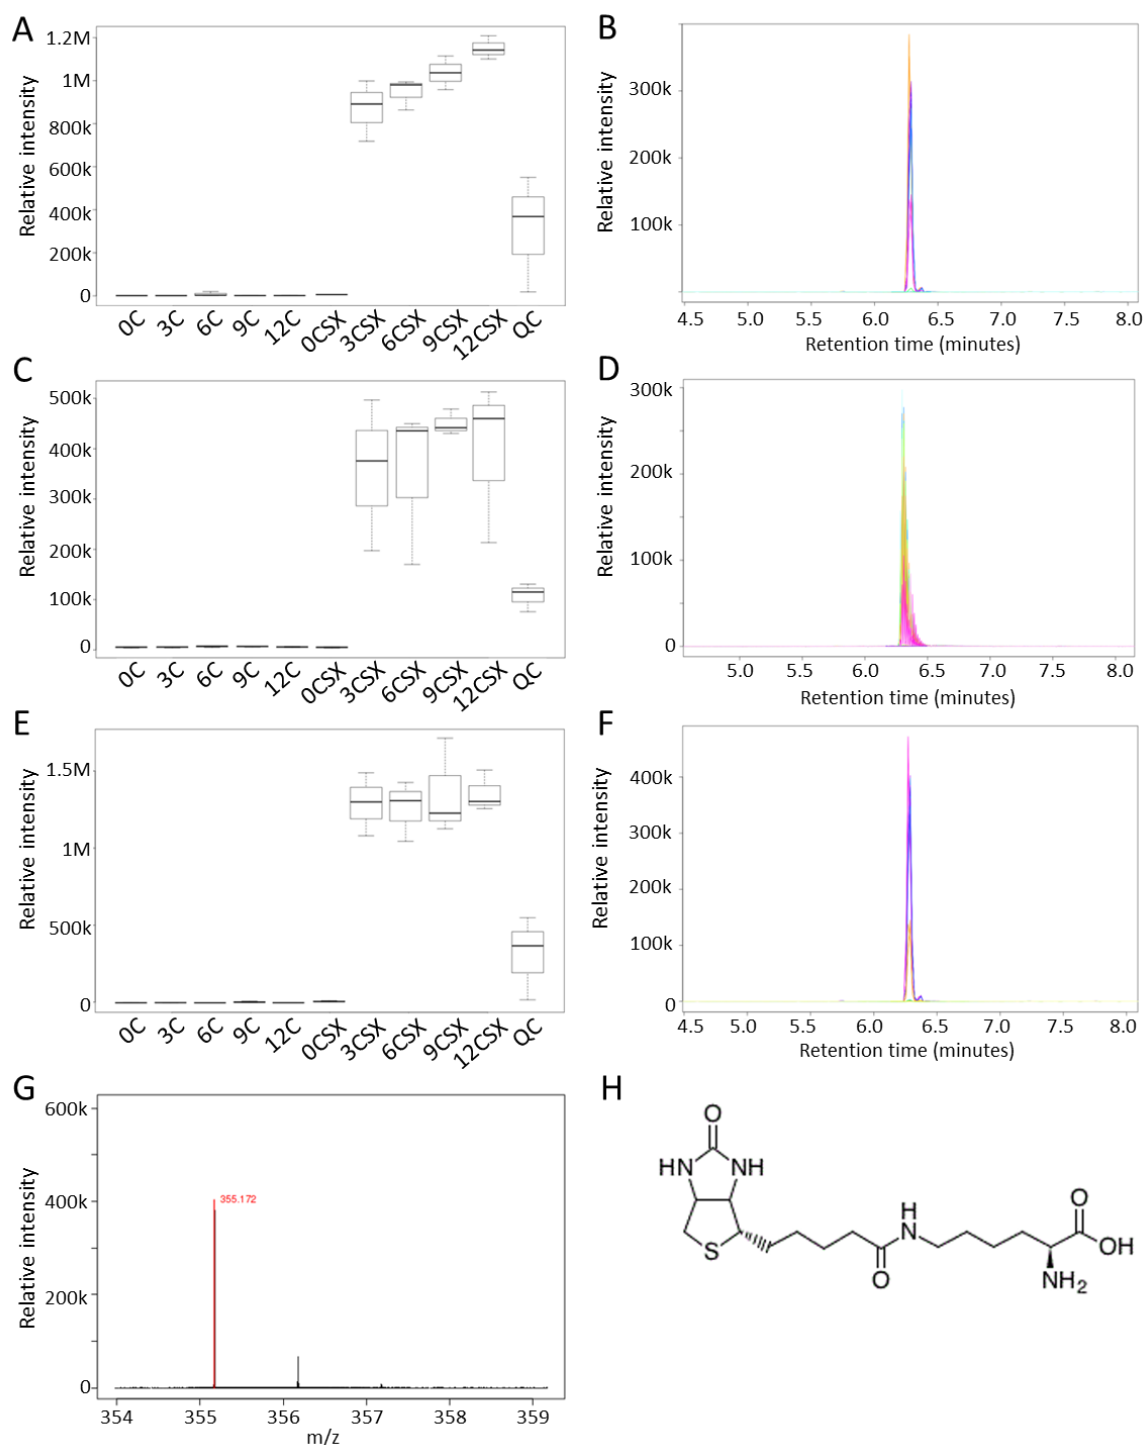 A
Relative intensity
1.2M
1M
800k
600k
400k
200k
0
0C 3C 6C 9C 12C 0CSX 3CSX 6CSX 9CSX 12CSX QC
B
Relative intensity
300k
200k
100k
4.5 5.0 5.5 6.0 6.5 7.0 7.5 8.0
Retention time (minutes)
C
Relative intensity
500k
400k
300k
200k
100k
0
0C 3C 6C 9C 12C 0CSX 3CSX 6CSX 9CSX 12CSX QC
D
Relative intensity
300k
200k
100k
0
5.0 5.5 6.0 6.5 7.0 7.5 8.0
Retention time (minutes)
E
Relative intensity
1.5M
1M
500k
0
0C 3C 6C 9C 12C 0CSX 3CSX 6CSX 9CSX 12CSX QC
F
Relative intensity
400k
300k
200k
100k
0
4.5 5.0 5.5 6.0 6.5 7.0 7.5 8.0
Retention time (minutes)
G
Relative intensity
600k
400k
200k
0
355.172
354 355 356 357 358 359
m/z
H
O
HN NH
S
H
N
O
O
OH
NH2